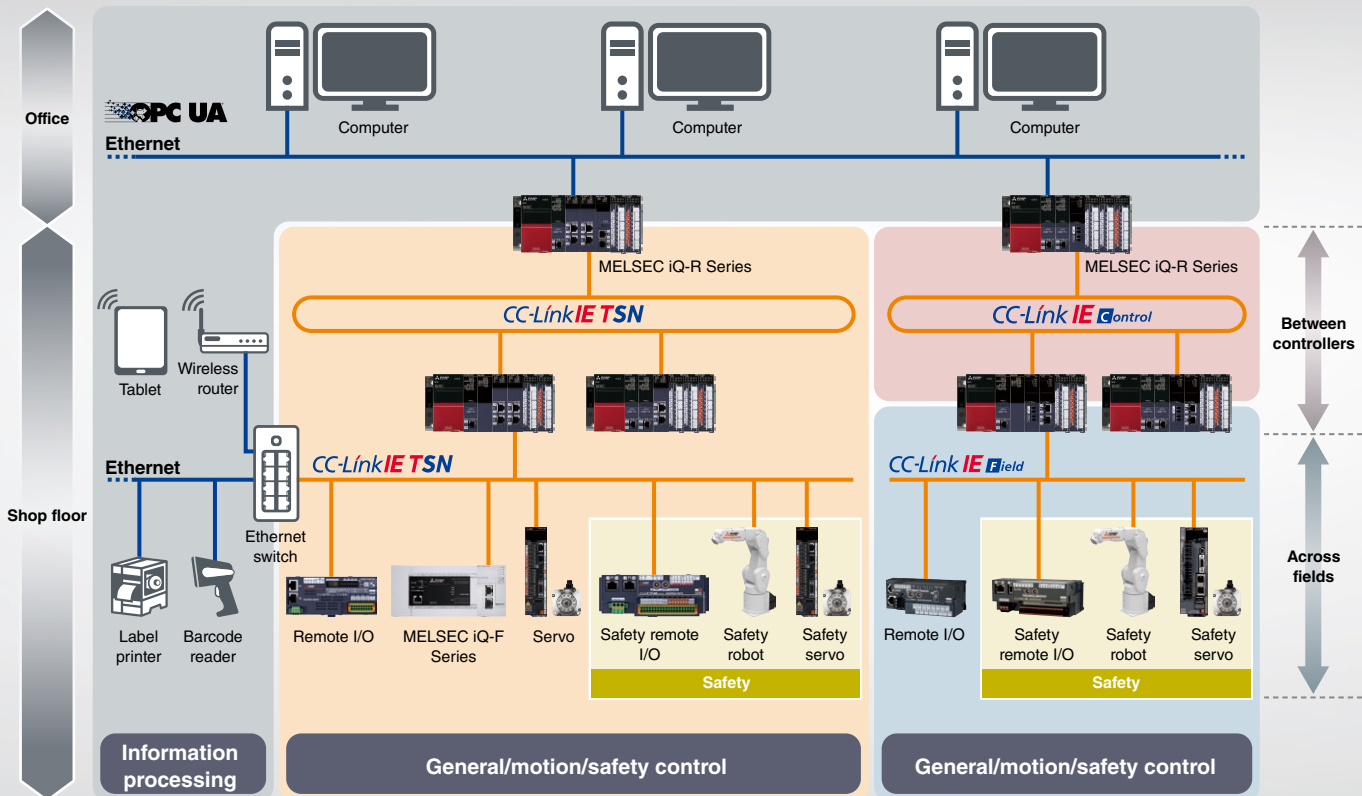 Office
OPC UA
Ethernet
Computer
Computer
Computer
MELSEC iQ-R Series
MELSEC iQ-R Series
CC-Link IE TSN
CC-Link IE Control
Between
controllers
Tablet
Wireless
router
Ethernet
CC-Link IE TSN
CC-Link IE Field
Shop floor
Ethernet
switch
Across
fields
Label
printer
Barcode
reader
Remote I/O
MELSEC iQ-F
Series
Servo
Safety remote
I/O
Safety
robot
Safety
servo
Safety
Remote I/O
Safety
remote I/O
Safety
robot
Safety
servo
Safety
Information
processing
General/motion/safety control
General/motion/safety control